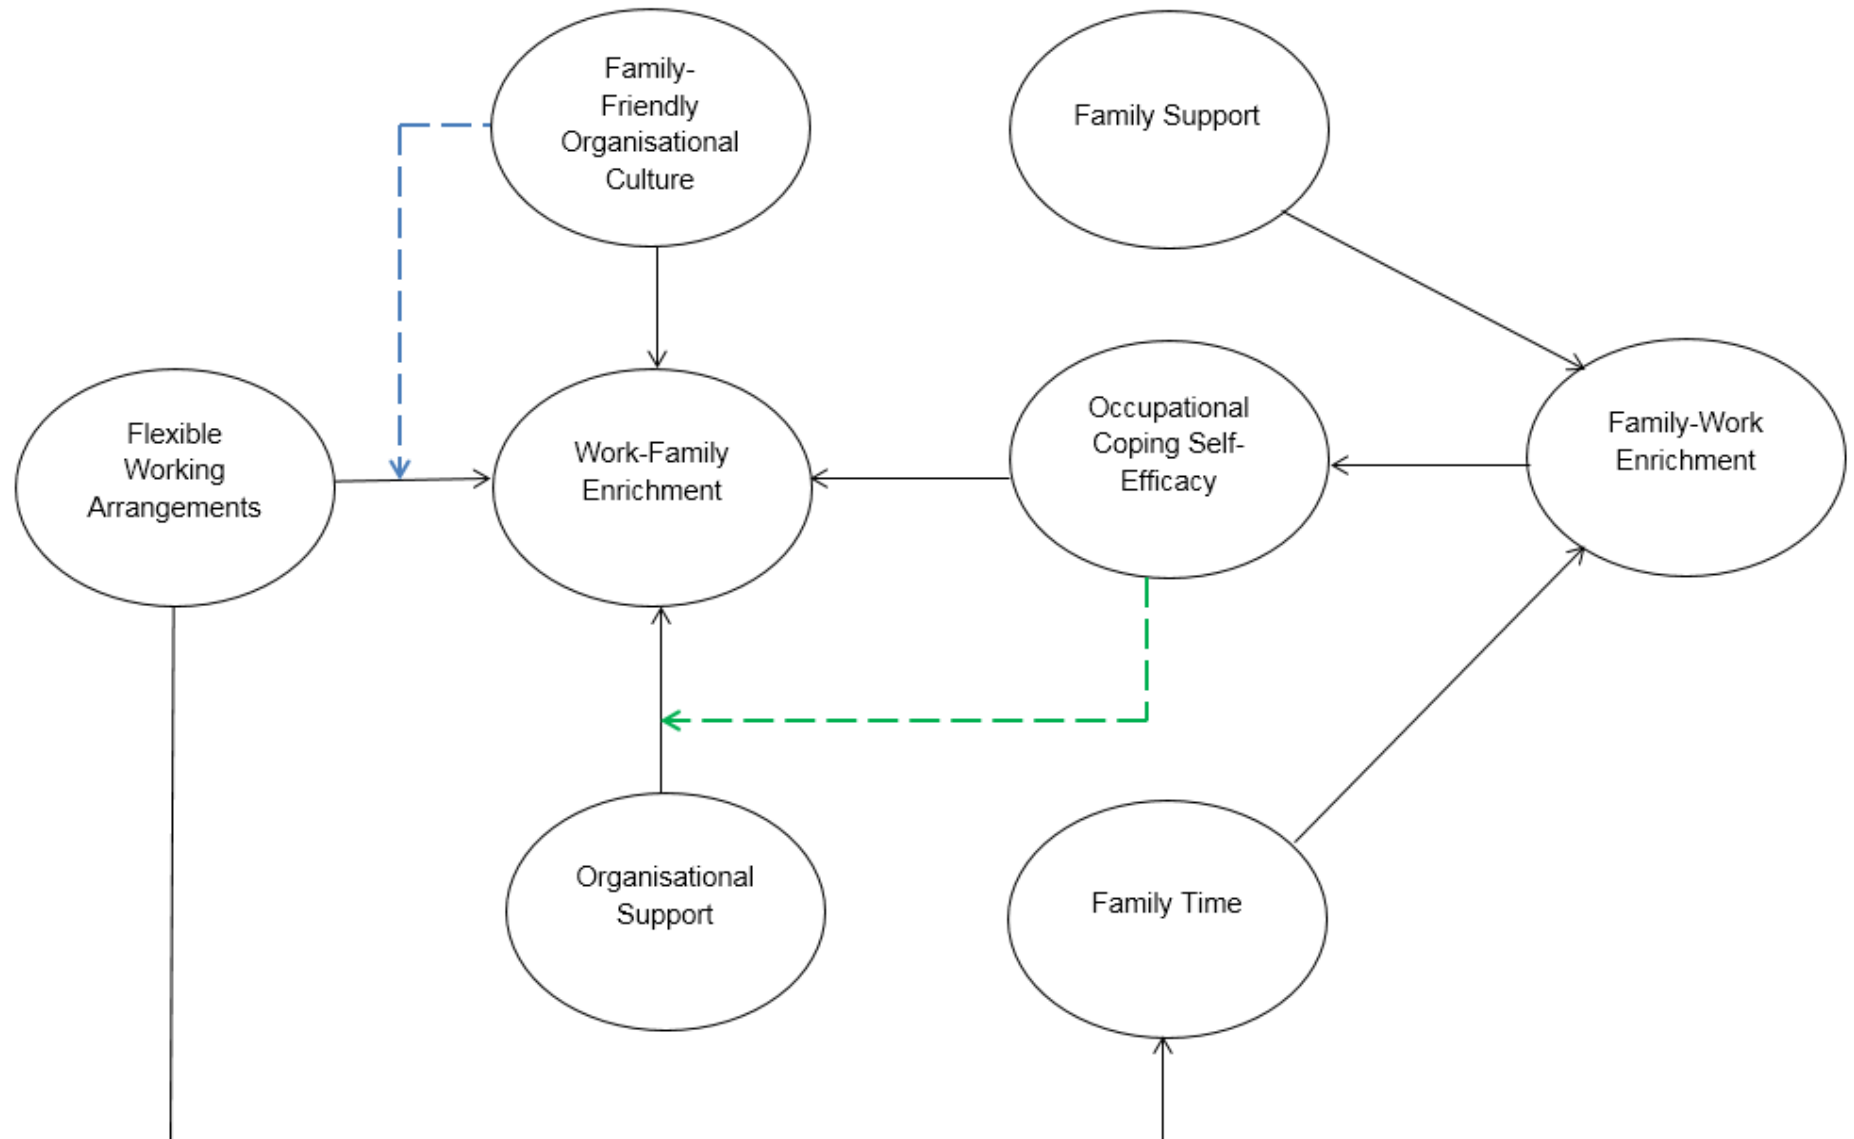 Family-
Friendly
Organisational
Culture
Family Support
Flexible
Working
Arrangements
Work-Family
Enrichment
Occupational
Coping Self-
Efficacy
Family-Work
Enrichment
Organisational
Support
Family Time